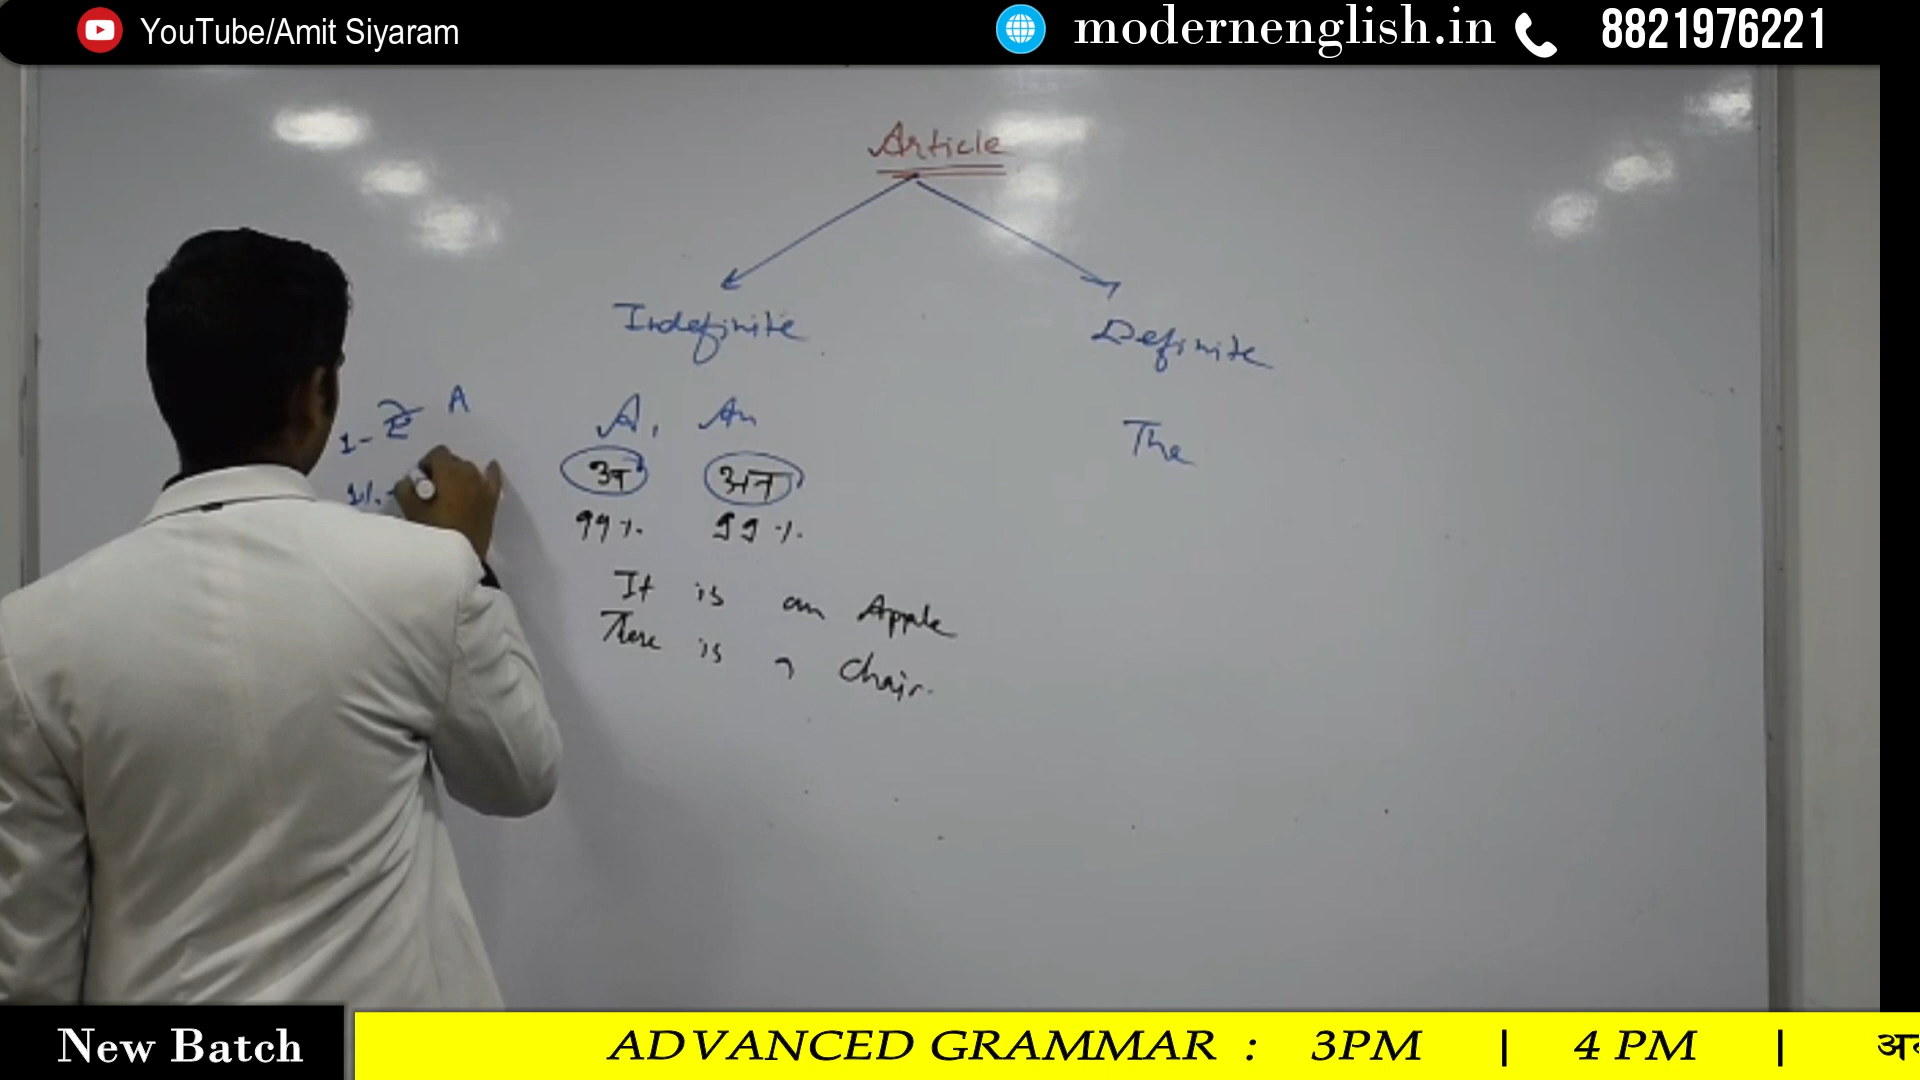 YouTube/Amit Siyaram
modernenglish.in
8821976221
Article
Indefinite
Definite
A, An
The
A
अ अन
99% 99%
1%
It is an Apple
There is a Chair.
New Batch
ADVANCED GRAMMAR : 3PM | 4 PM |